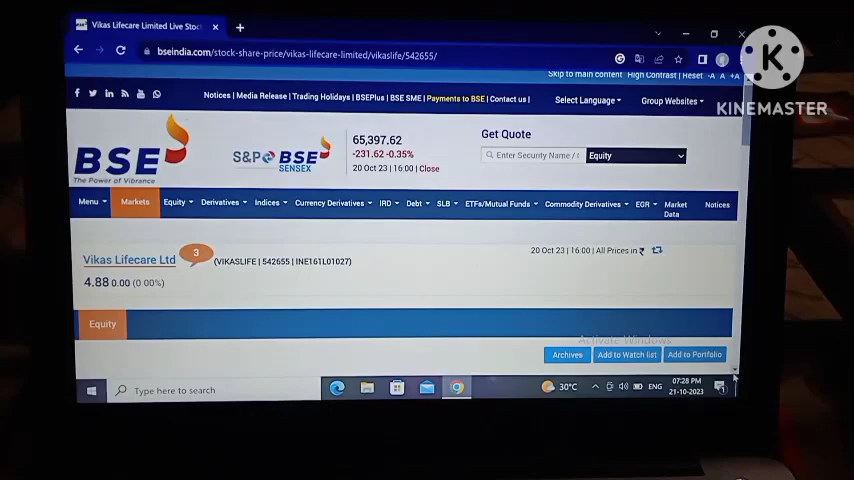 Vikas Lifecare Limited Live Stoc
bseindia.com/stock-share-price/vikas-lifecare-limited/vikaslife/542655/
KINEMASTER
Skip to main content High Contrast | Reset -A A +A
Notices | Media Release | Trading Holidays | BSEPlus | BSE SME | Payments to BSE | Contact us |
Select Language
Group Websites
BSE
The Power of Vibrance
S&P BSE
SENSEX
65,397.62
-231.62 -0.35%
20 Oct 23 | 16:00 | Close
Get Quote
Enter Security Name /
Equity
Menu Markets Equity Derivatives Indices Currency Derivatives IRD Debt SLB ETFs/Mutual Funds Commodity Derivatives EGR Market Data Notices
Vikas Lifecare Ltd
3
(VIKASLIFE | 542655 | INE161L01027)
20 Oct 23 | 16:00 | All Prices in ₹
4.88 0.00 (0.00%)
Equity
Activate Windows
Archives
Add to Watch list
Add to Portfolio
Type here to search
30°C
ENG
07:28 PM
21-10-2023